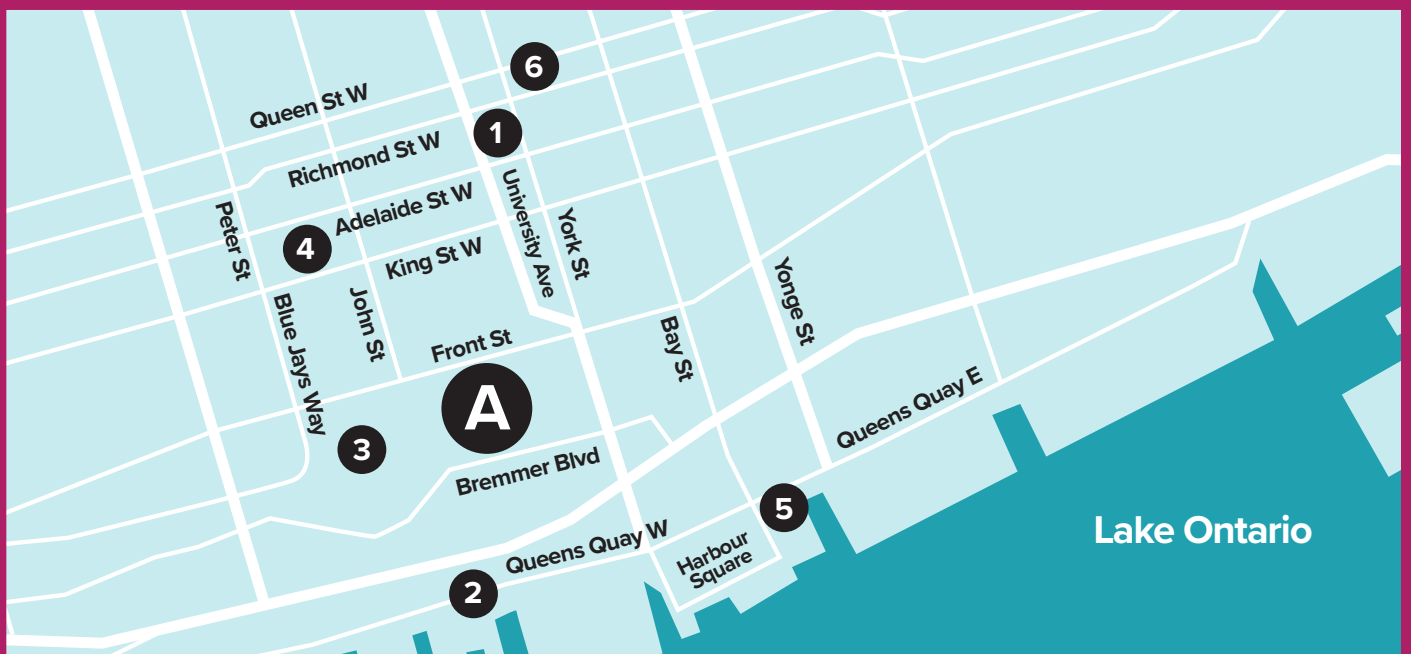 6
Queen St W
1
Richmond St W
University Ave
Adelaide St W
York St
Peter St
4
King St W
Yonge St
John St
Blue Jays Way
Bay St
Front St
A
Queens Quay E
3
Bremmer Blvd
5
Lake Ontario
Queens Quay W
Harbour
Square
2